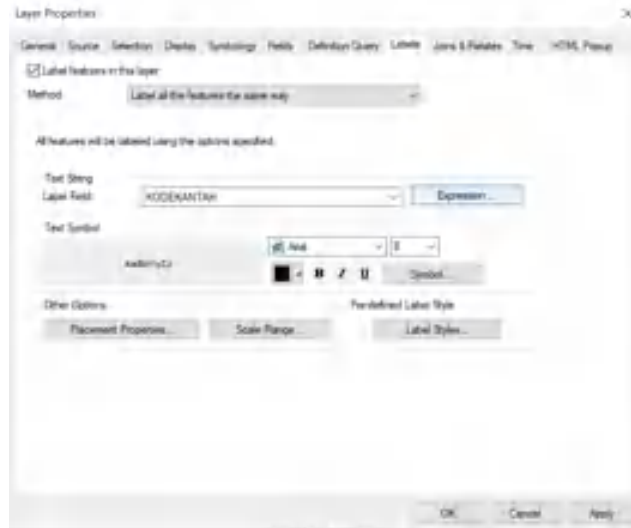 Layer Properties
General Source Selection Display Symbology Fields Definition Query Labels Joins & Relates Time HTML Popup
Label features in this layer
Method: Label all the features the same way
All features will be labeled using the options specified.
Text String
Label Field: KODEKANTAH Expression...
Text Symbol
Arial 8
AaBbYyZz
B I U Symbol...
Other Options Pre-defined Label Style
Placement Properties... Scale Range... Label Styles...
OK Cancel Apply